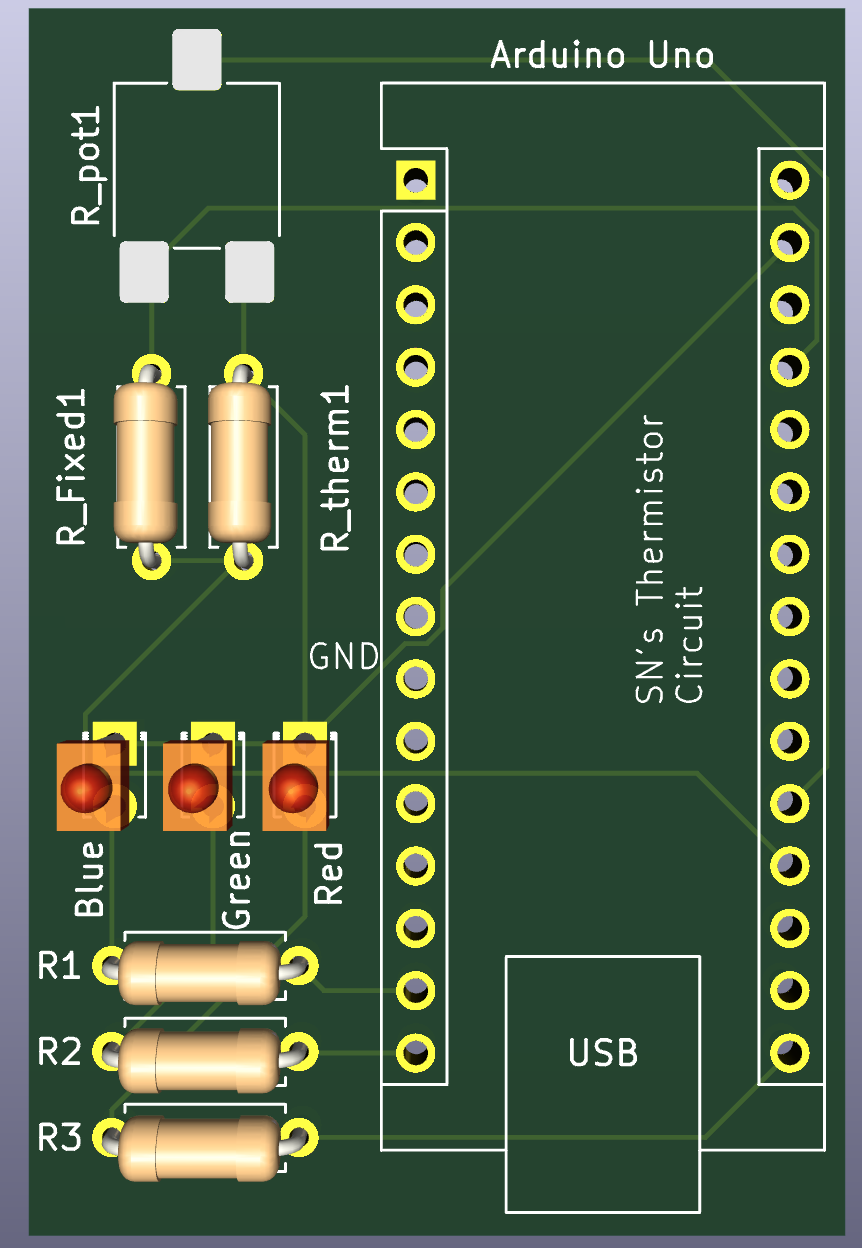 Arduino Uno
R_pot1
R_Fixed1
R_therm1
SN's Thermistor
Circuit
GND
Blue
Green
Red
R1
R2
R3
USB